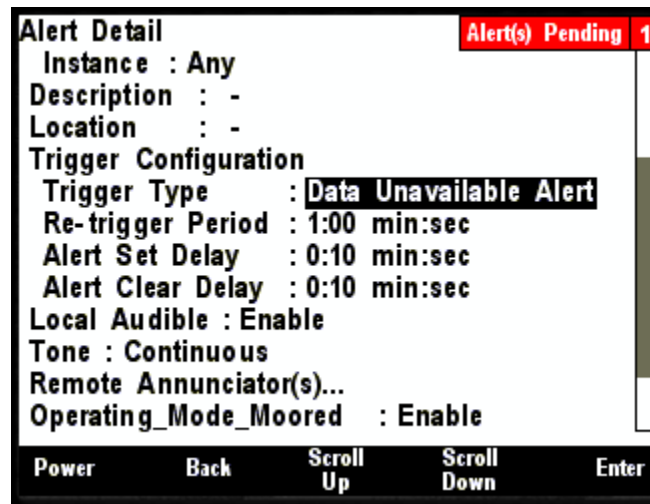 Alert Detail
Alert(s) Pending 1
Instance : Any
Description : -
Location : -
Trigger Configuration
Trigger Type : Data Unavailable Alert
Re-trigger Period : 1:00 min:sec
Alert Set Delay : 0:10 min:sec
Alert Clear Delay : 0:10 min:sec
Local Audible : Enable
Tone : Continuous
Remote Annunciator(s)...
Operating_Mode_Moored : Enable
Power Back Scroll Up Scroll Down Enter